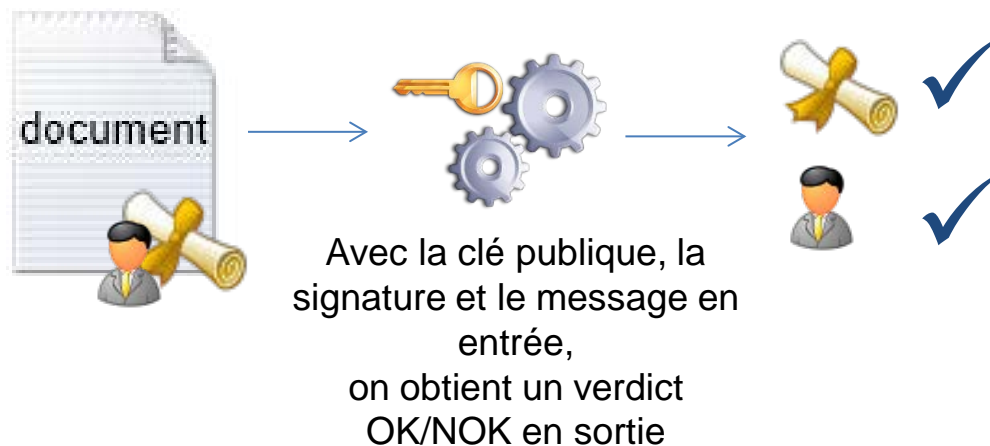 document
Avec la clé publique, la
signature et le message en
entrée,
on obtient un verdict
OK/NOK en sortie